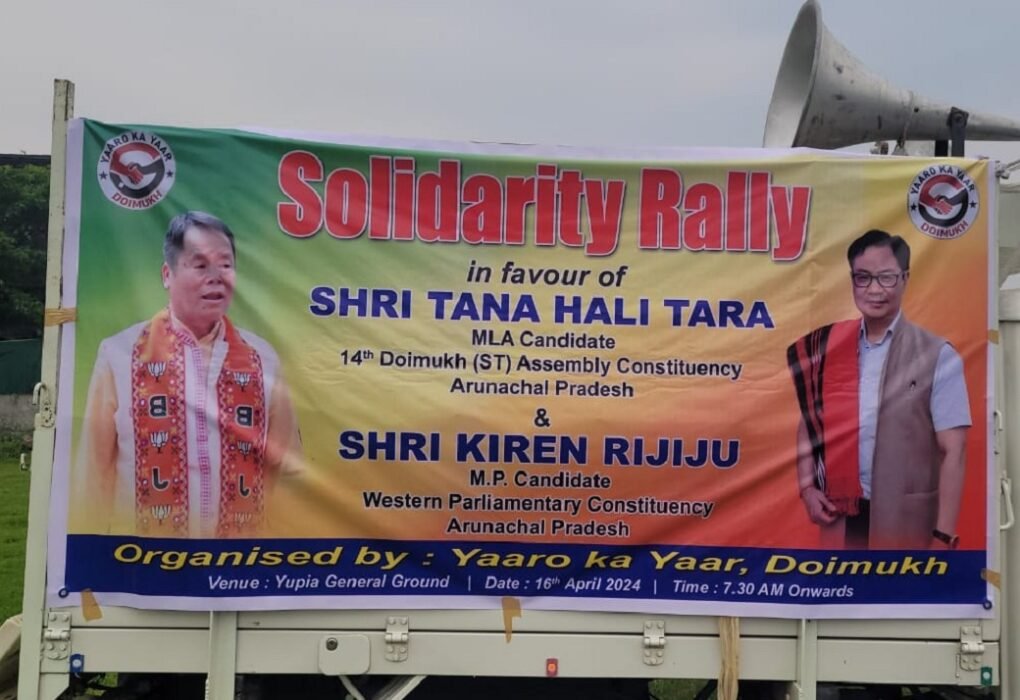 YAARO KA YAAR
DOIMUKH
YAARO KA YAAR
DOIMUKH
Solidarity Rally
in favour of
SHRI TANA HALI TARA
MLA Candidate
14th Doimukh (ST) Assembly Constituency
Arunachal Pradesh
&
SHRI KIREN RIJIJU
M.P. Candidate
Western Parliamentary Constituency
Arunachal Pradesh
B B
J J
Organised by : Yaaro ka Yaar, Doimukh
Venue : Yupia General Ground | Date : 16th April 2024 | Time : 7.30 AM Onwards